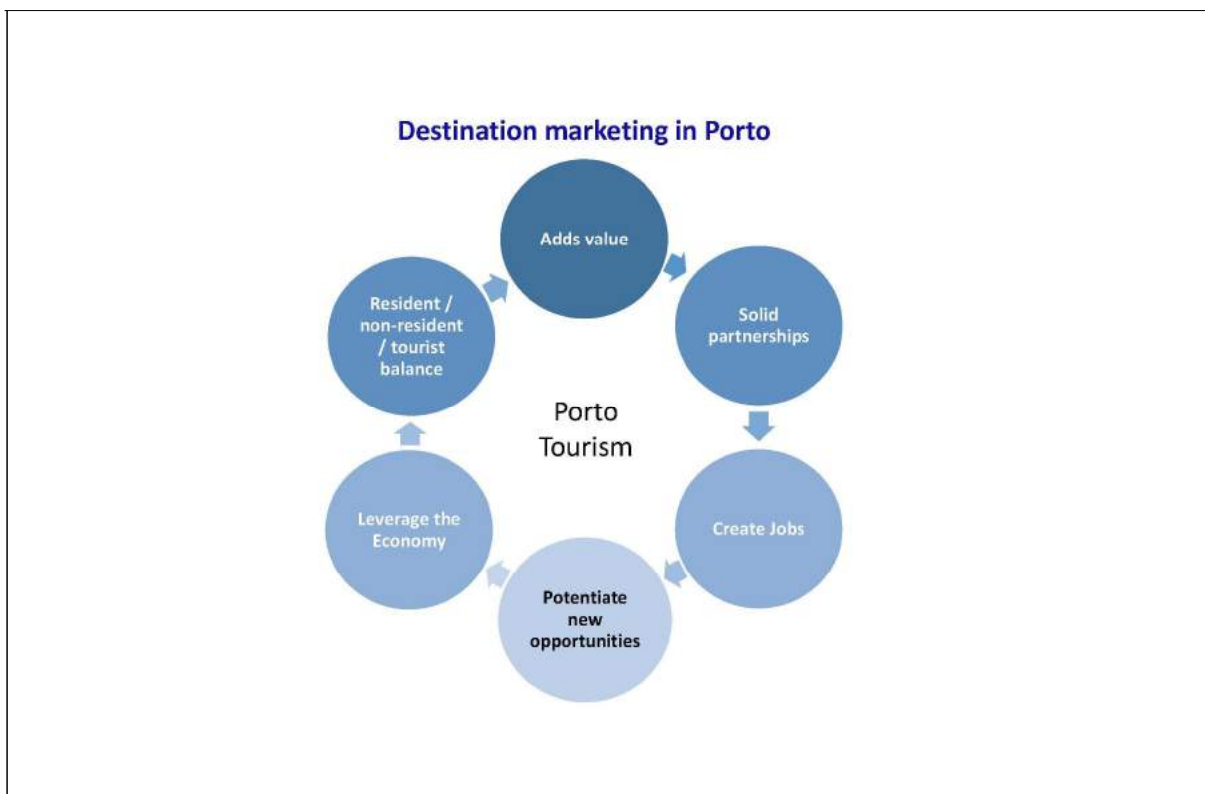 Destination marketing in Porto
Adds value
Solid
partnerships
Create Jobs
Potentiate
new
opportunities
Leverage the
Economy
Resident /
non-resident
/ tourist
balance
Porto
Tourism